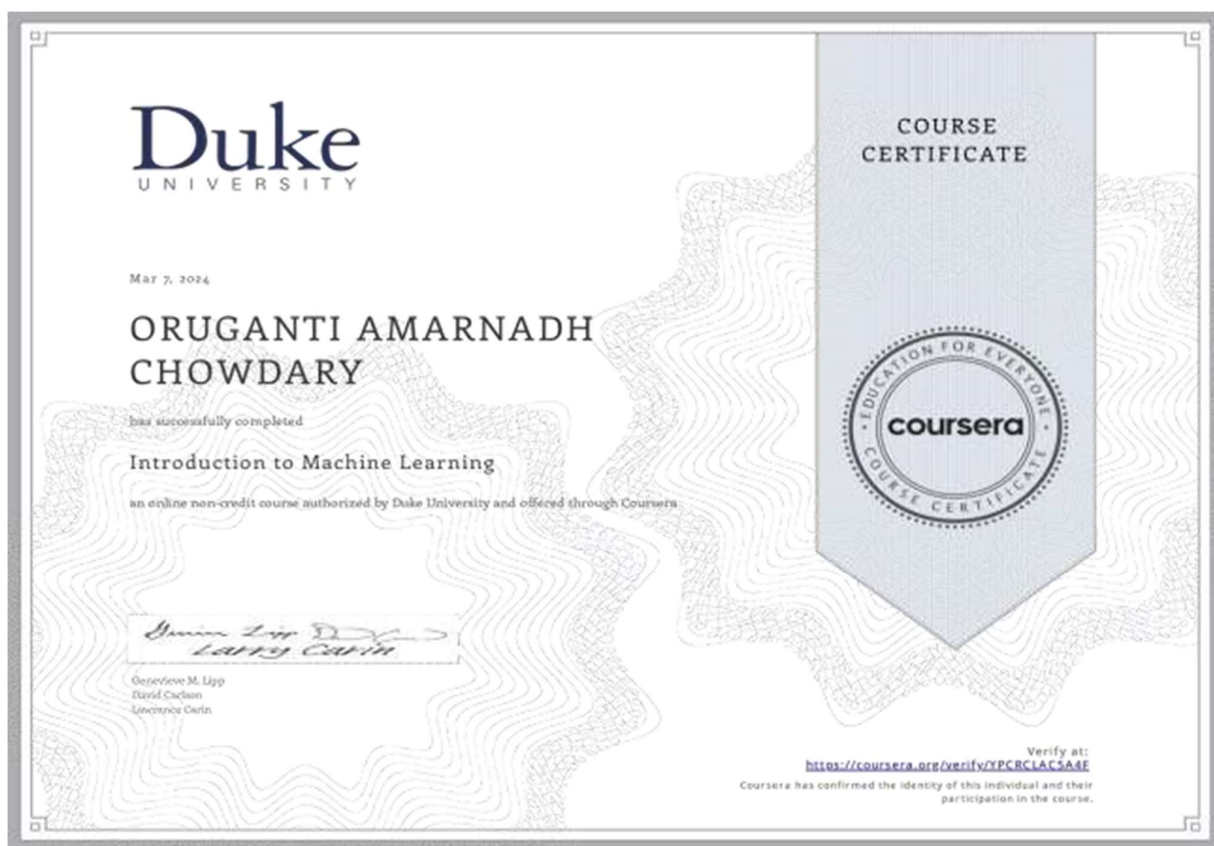 Duke
UNIVERSITY
COURSE
CERTIFICATE
Mar 7, 2024
ORUGANTI AMARNADH
CHOWDARY
has successfully completed
Introduction to Machine Learning
an online non-credit course authorized by Duke University and offered through Coursera
EDUCATION FOR EVERYONE
coursera
COURSE CERTIFICATE
Larry Carin
Genevieve M. Lipp
David Carlson
Lawrence Carin
Verify at:
https://coursera.org/verify/YPCRCLAC5A4F
Coursera has confirmed the identity of this individual and their
participation in the course.